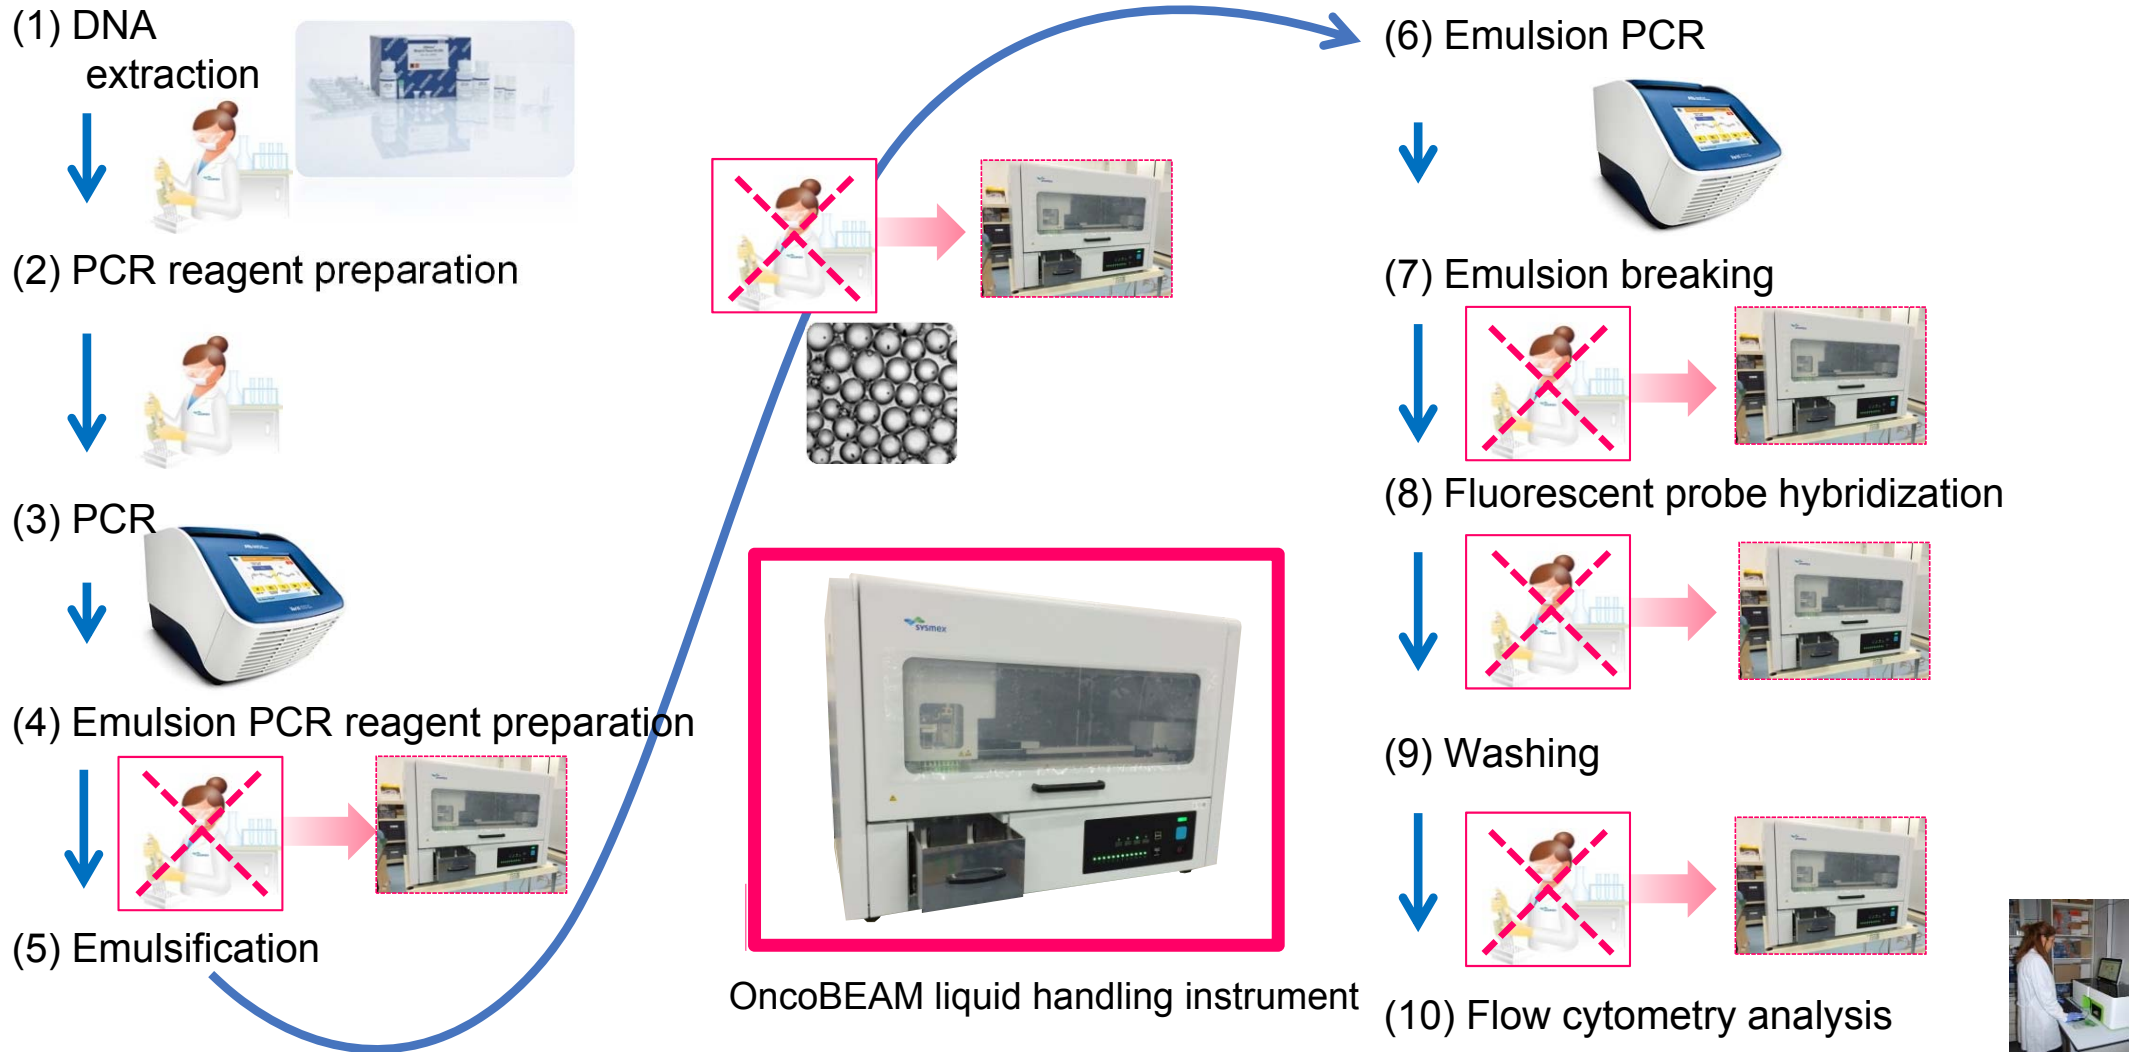 (1) DNA
extraction
(2) PCR reagent preparation
(3) PCR
(4) Emulsion PCR reagent preparation
(5) Emulsification
sysmex
OncoBEAM liquid handling instrument
(6) Emulsion PCR
(7) Emulsion breaking
(8) Fluorescent probe hybridization
(9) Washing
(10) Flow cytometry analysis